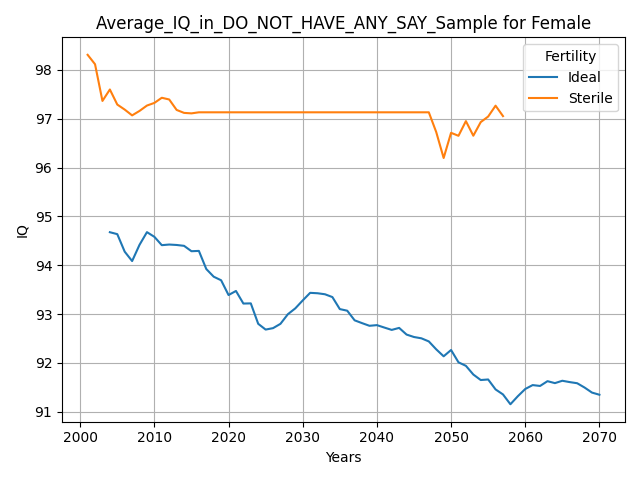 Average_IQ_in_DO_NOT_HAVE_ANY_SAY_Sample for Female
Fertility
Ideal
Sterile
98
97
96
95
94
93
92
91
IQ
2000 2010 2020 2030 2040 2050 2060 2070
Years